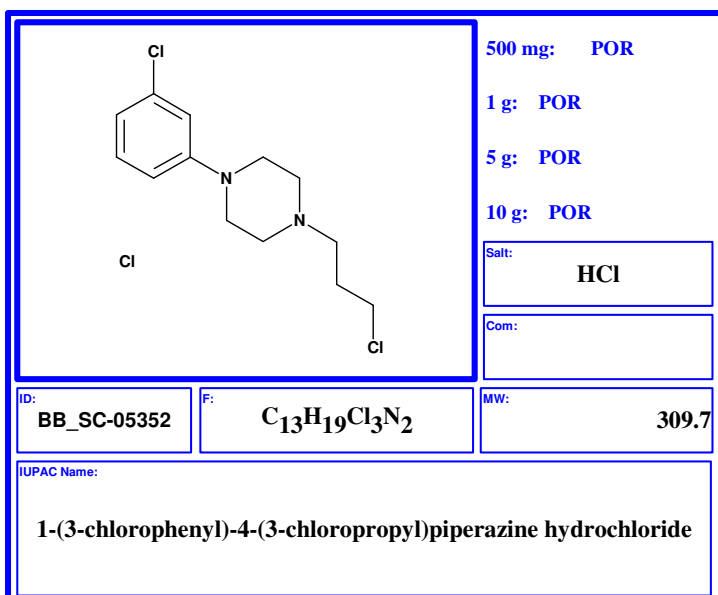 Cl
N
N
Cl
Cl
500 mg: POR
1 g: POR
5 g: POR
10 g: POR
Salt:
HCl
Com:
ID:
BB_SC-05352
F:
C13H19Cl3N2
MW:
309.7
IUPAC Name:
1-(3-chlorophenyl)-4-(3-chloropropyl)piperazine hydrochloride